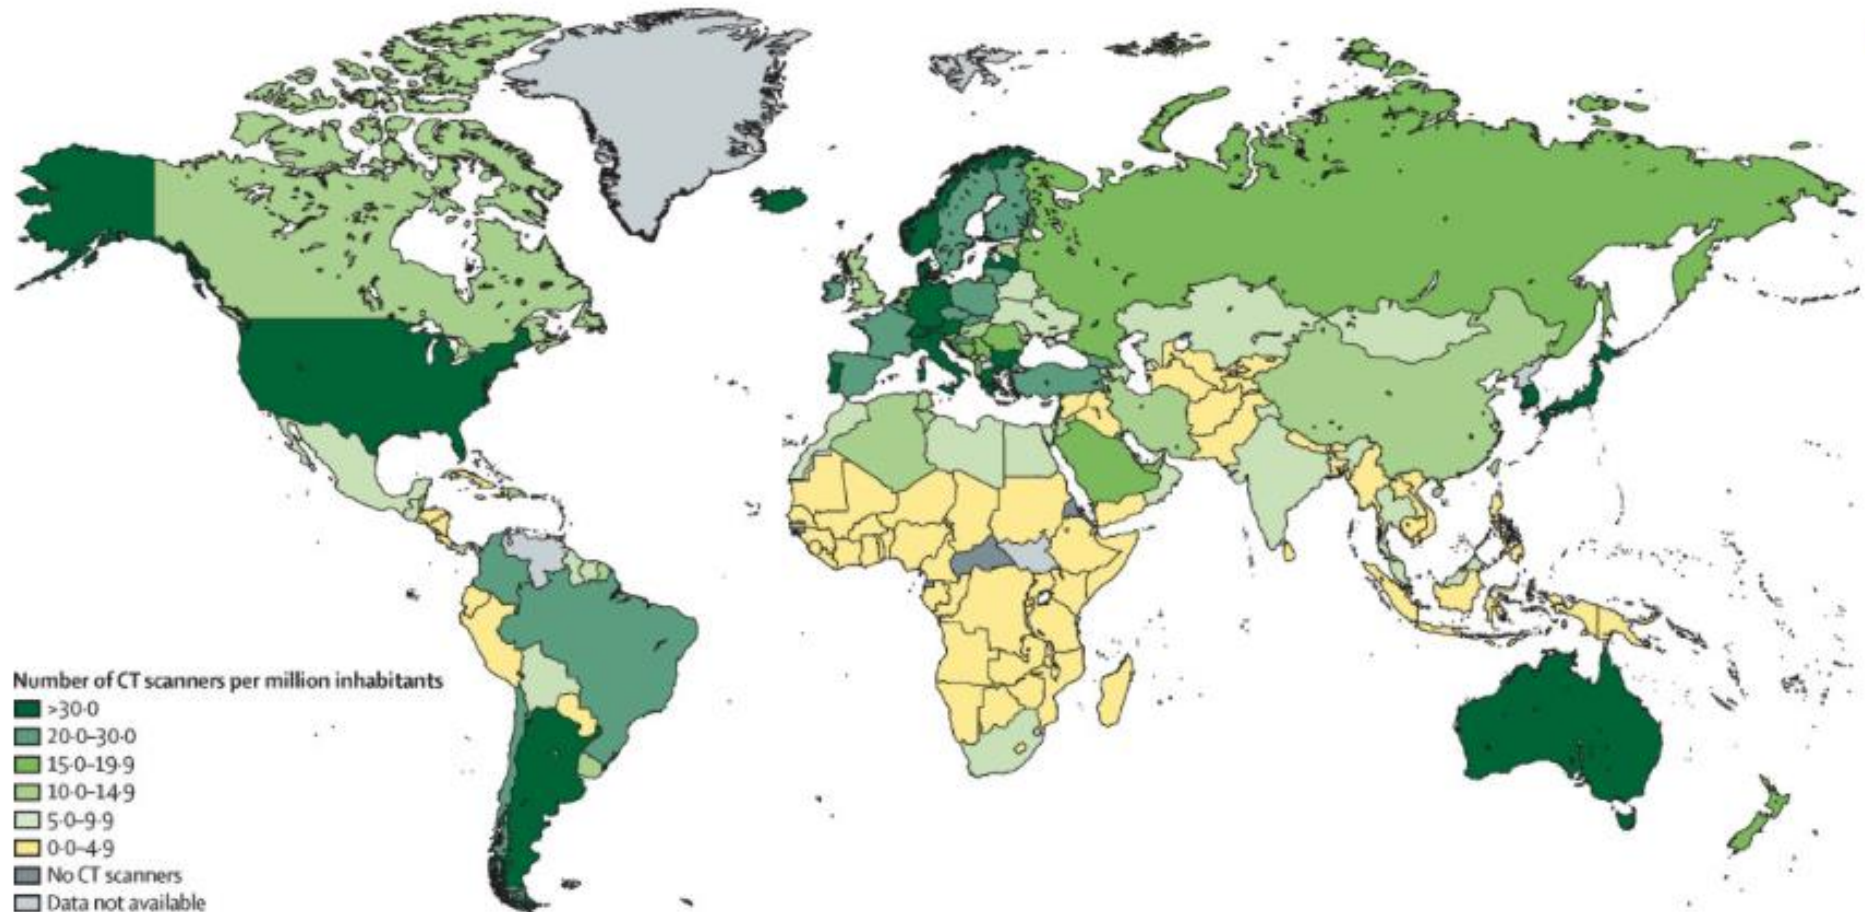 Number of CT scanners per million inhabitants
>30·0
20·0–30·0
15·0–19·9
10·0–14·9
5·0–9·9
0·0–4·9
No CT scanners
Data not available